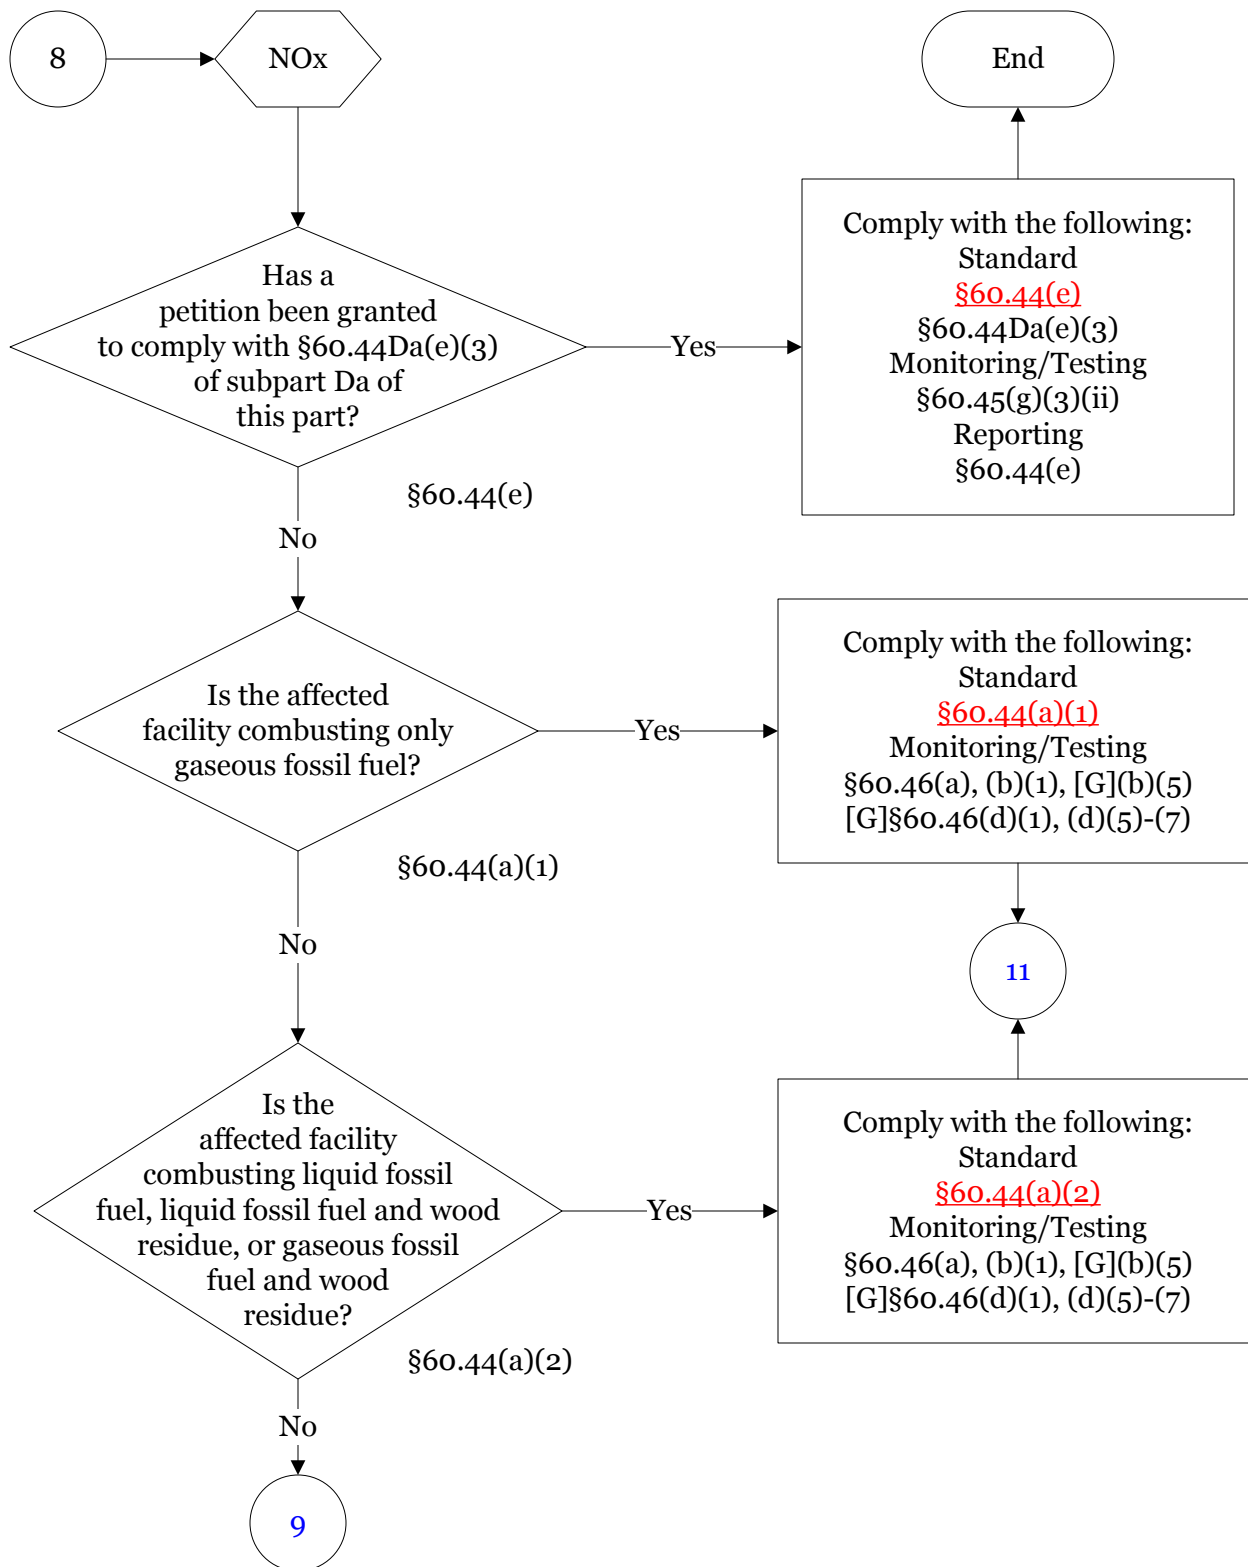 8
NOx
End
Has a
petition been granted
to comply with §60.44Da(e)(3)
of subpart Da of
this part?
Yes
Comply with the following:
Standard
§60.44(e)
§60.44Da(e)(3)
Monitoring/Testing
§60.45(g)(3)(ii)
Reporting
§60.44(e)
§60.44(e)
No
Is the affected
facility combusting only
gaseous fossil fuel?
Yes
Comply with the following:
Standard
§60.44(a)(1)
Monitoring/Testing
§60.46(a), (b)(1), [G](b)(5)
[G]§60.46(d)(1), (d)(5)-(7)
§60.44(a)(1)
No
11
Is the
affected facility
combusting liquid fossil
fuel, liquid fossil fuel and wood
residue, or gaseous fossil
fuel and wood
residue?
Yes
Comply with the following:
Standard
§60.44(a)(2)
Monitoring/Testing
§60.46(a), (b)(1), [G](b)(5)
[G]§60.46(d)(1), (d)(5)-(7)
§60.44(a)(2)
No
9